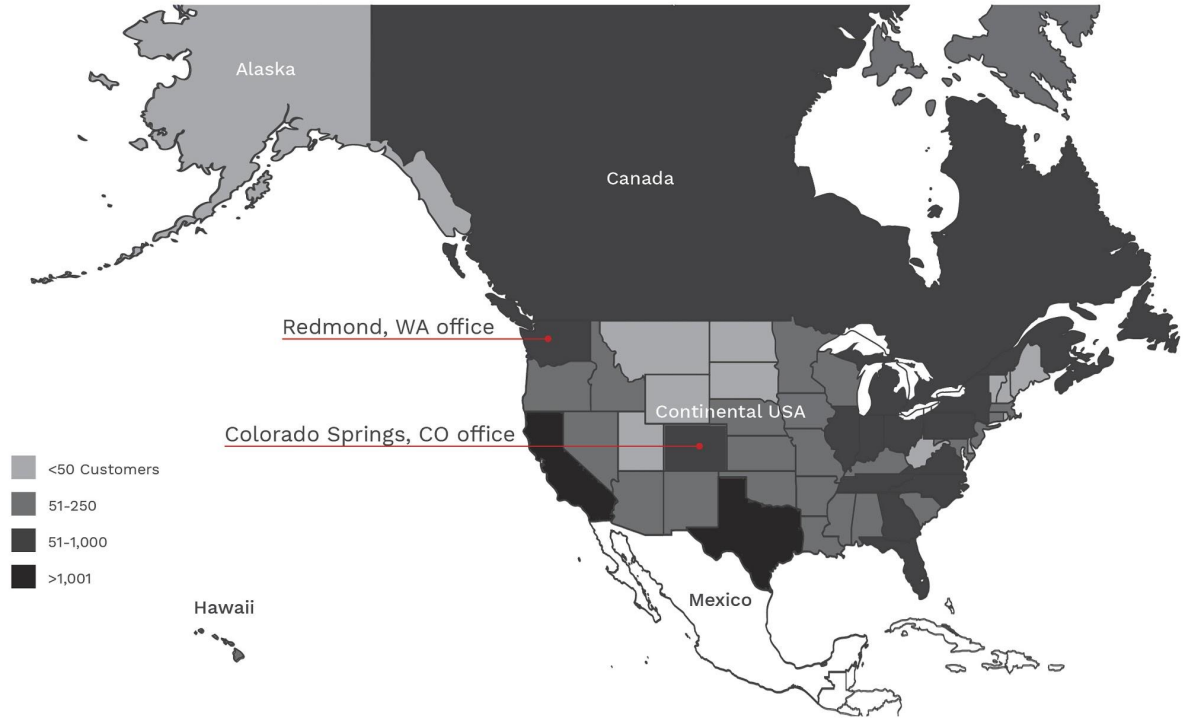 Alaska
Canada
Redmond, WA office
Continental USA
Colorado Springs, CO office
<50 Customers
51-250
51-1,000
>1,001
Hawaii
Mexico